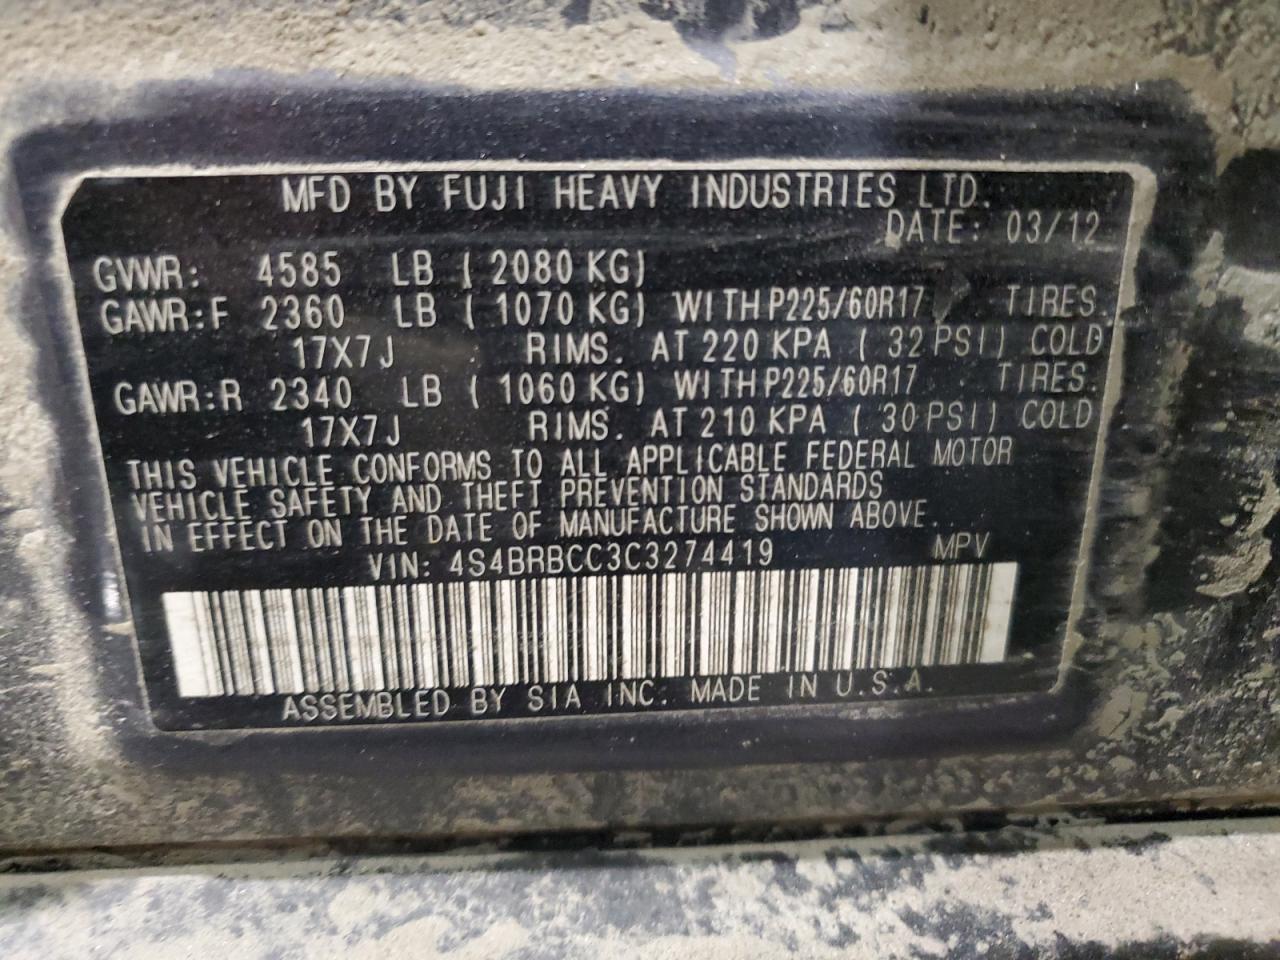 MFD BY FUJI HEAVY INDUSTRIES LTD.
DATE: 03/12
GVWR: 4585 LB ( 2080 KG)
GAWR:F 2360 LB ( 1070 KG) WITH P225/60R17 TIRES.
17X7J RIMS. AT 220 KPA ( 32 PSI) COLD
GAWR:R 2340 LB ( 1060 KG) WITH P225/60R17 TIRES.
17X7J RIMS. AT 210 KPA ( 30 PSI) COLD
THIS VEHICLE CONFORMS TO ALL APPLICABLE FEDERAL MOTOR
VEHICLE SAFETY AND THEFT PREVENTION STANDARDS
IN EFFECT ON THE DATE OF MANUFACTURE SHOWN ABOVE.
VIN: 4S4BRBCC3C3274419 MPV
ASSEMBLED BY SIA INC. MADE IN U.S.A.